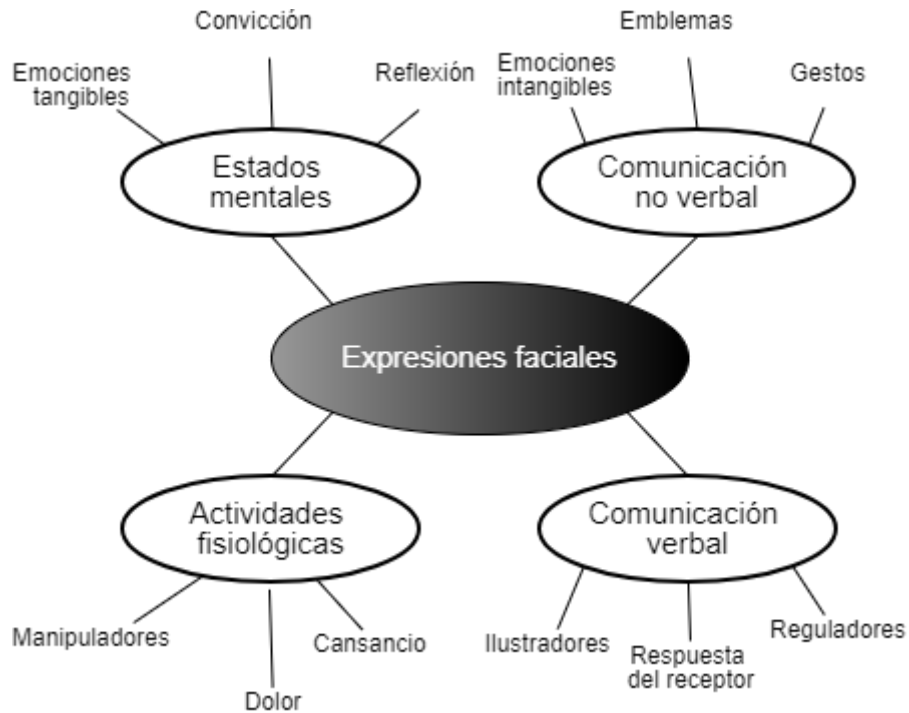 Convicción
Emociones
tangibles
Reflexión
Estados
mentales
Emblemas
Emociones
intangibles
Gestos
Comunicación
no verbal
Expresiones faciales
Actividades
fisiológicas
Manipuladores
Dolor
Cansancio
Comunicación
verbal
Ilustradores
Respuesta
del receptor
Reguladores